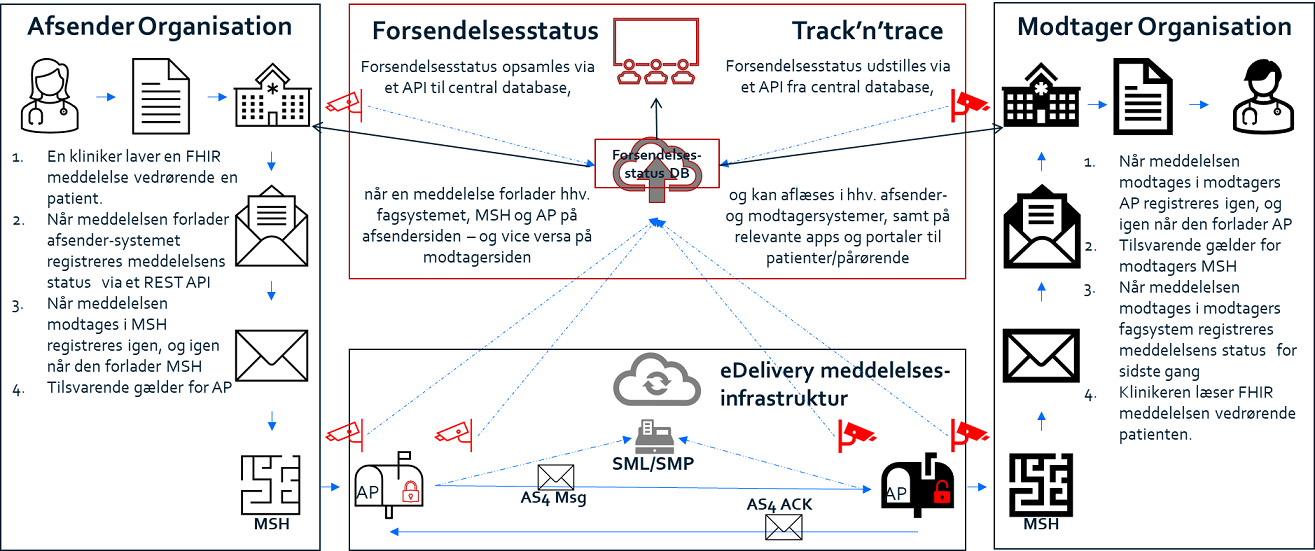 Afsender Organisation
1. En kliniker laver en FHIR
meddelelse vedrørende en
patient.
2. Når meddelelsen forlader
afsender-systemet
registreres meddelelsens
status via et REST API
3. Når meddelelsen
modtages i MSH
registreres igen, og igen
når den forlader MSH
4. Tilsvarende gælder for AP
MSH
Forsendelsesstatus
Forsendelsesstatus opsamles via
et API til central database,
når en meddelelse forlader hhv.
fagsystemet, MSH og AP på
afsendersiden – og vice versa på
modtagersiden
Forsendelses-
status DB
Track’n’trace
Forsendelsesstatus udstilles via
et API fra central database,
og kan aflæses i hhv. afsender-
og modtagersystemer, samt på
relevante apps og portaler til
patienter/pårørende
eDelivery meddelelses-
infrastruktur
SML/SMP
AP
AS4 Msg
AS4 ACK
AP
Modtager Organisation
1. Når meddelelsen
modtages i modtagers
AP registreres igen, og
igen når den forlader AP
2. Tilsvarende gælder for
modtagers MSH
3. Når meddelelsen
modtages i modtagers
fagsystem registreres
meddelelsens status for
sidste gang
4. Klinikeren læser FHIR
meddelelsen vedrørende
patienten.
MSH